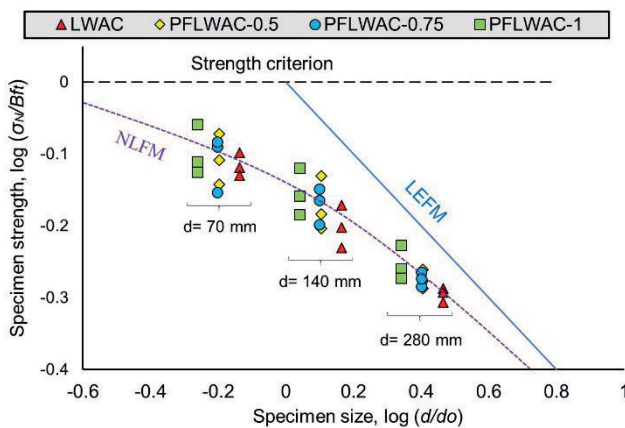 LWAC PFLWAC-0.5 PFLWAC-0.75 PFLWAC-1
Strength criterion
0
-0.1
-0.2
-0.3
-0.4
Specimen strength, log (σN/Bft)
NLFM
LEFM
d= 70 mm
d= 140 mm
d= 280 mm
-0.6 -0.4 -0.2 0 0.2 0.4 0.6 0.8 1
Specimen size, log (d/do)